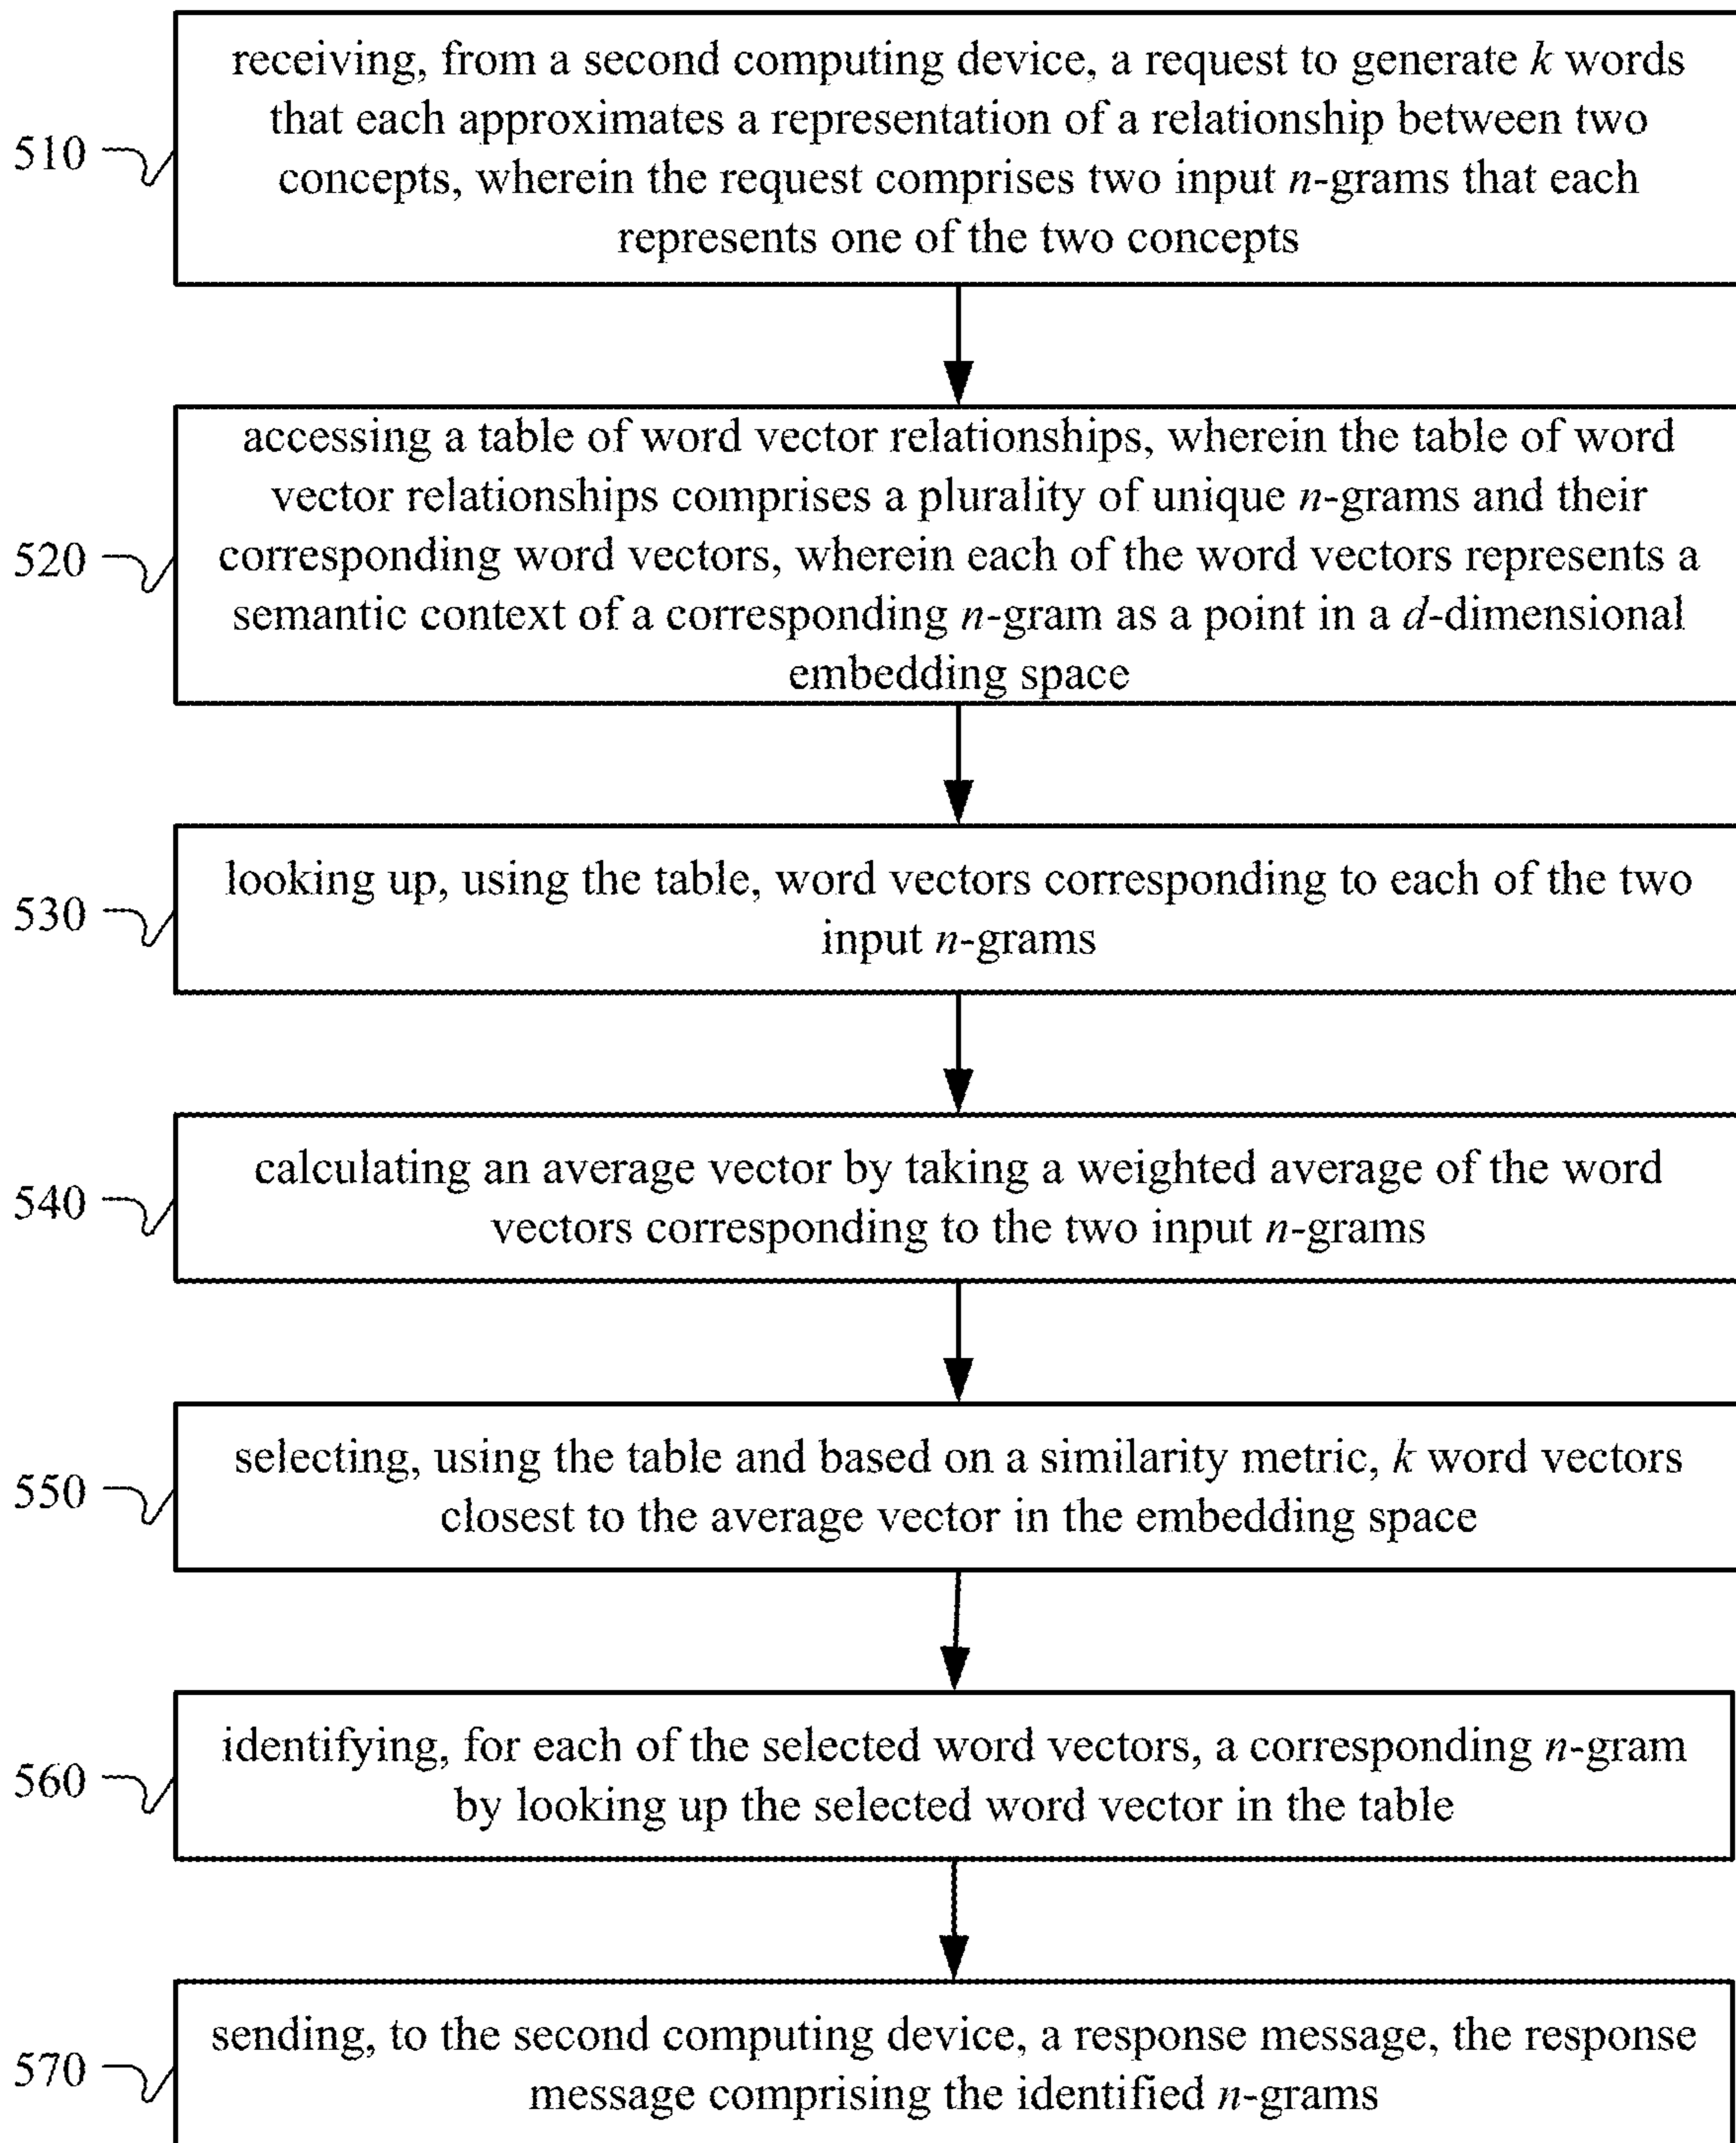 receiving, from a second computing device, a request to generate k words
that each approximates a representation of a relationship between two
510
concepts, wherein the request comprises two input n-grams that each
represents one of the two concepts
accessing a table of word vector relationships, wherein the table of word
vector relationships comprises a plurality of unique n-grams and their
520
corresponding word vectors, wherein each of the word vectors represents a
semantic context of a corresponding n-gram as a point in a d-dimensional
embedding space
looking up, using the table, word vectors corresponding to each of the two
530
input n-grams
calculating an average vector by taking a weighted average of the word
540
vectors corresponding to the two input n-grams
selecting, using the table and based on a similarity metric, k word vectors
550
closest to the average vector in the embedding space
identifying, for each of the selected word vectors, a corresponding n-gram
560
by looking up the selected word vector in the table
sending, to the second computing device, a response message, the response
570
message comprising the identified n-grams